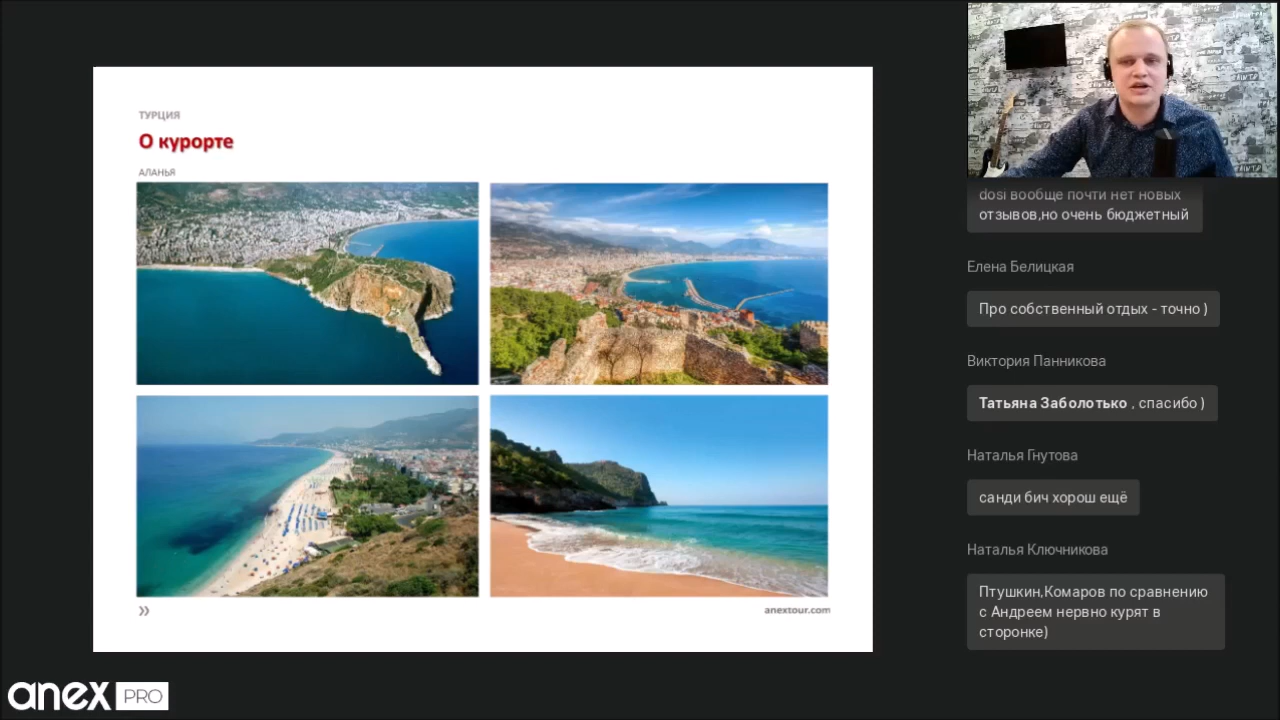 ТУРЦИЯ
О курорте
АЛАНЬЯ
anextour.com
anex PRO
dosi вообще почти нет новых
отзывов,но очень бюджетный
Елена Белицкая
Про собственный отдых - точно )
Виктория Панникова
Татьяна Заболотько , спасибо )
Наталья Гнутова
санди бич хорош ещё
Наталья Ключникова
Птушкин,Комаров по сравнению
с Андреем нервно курят в
сторонке)